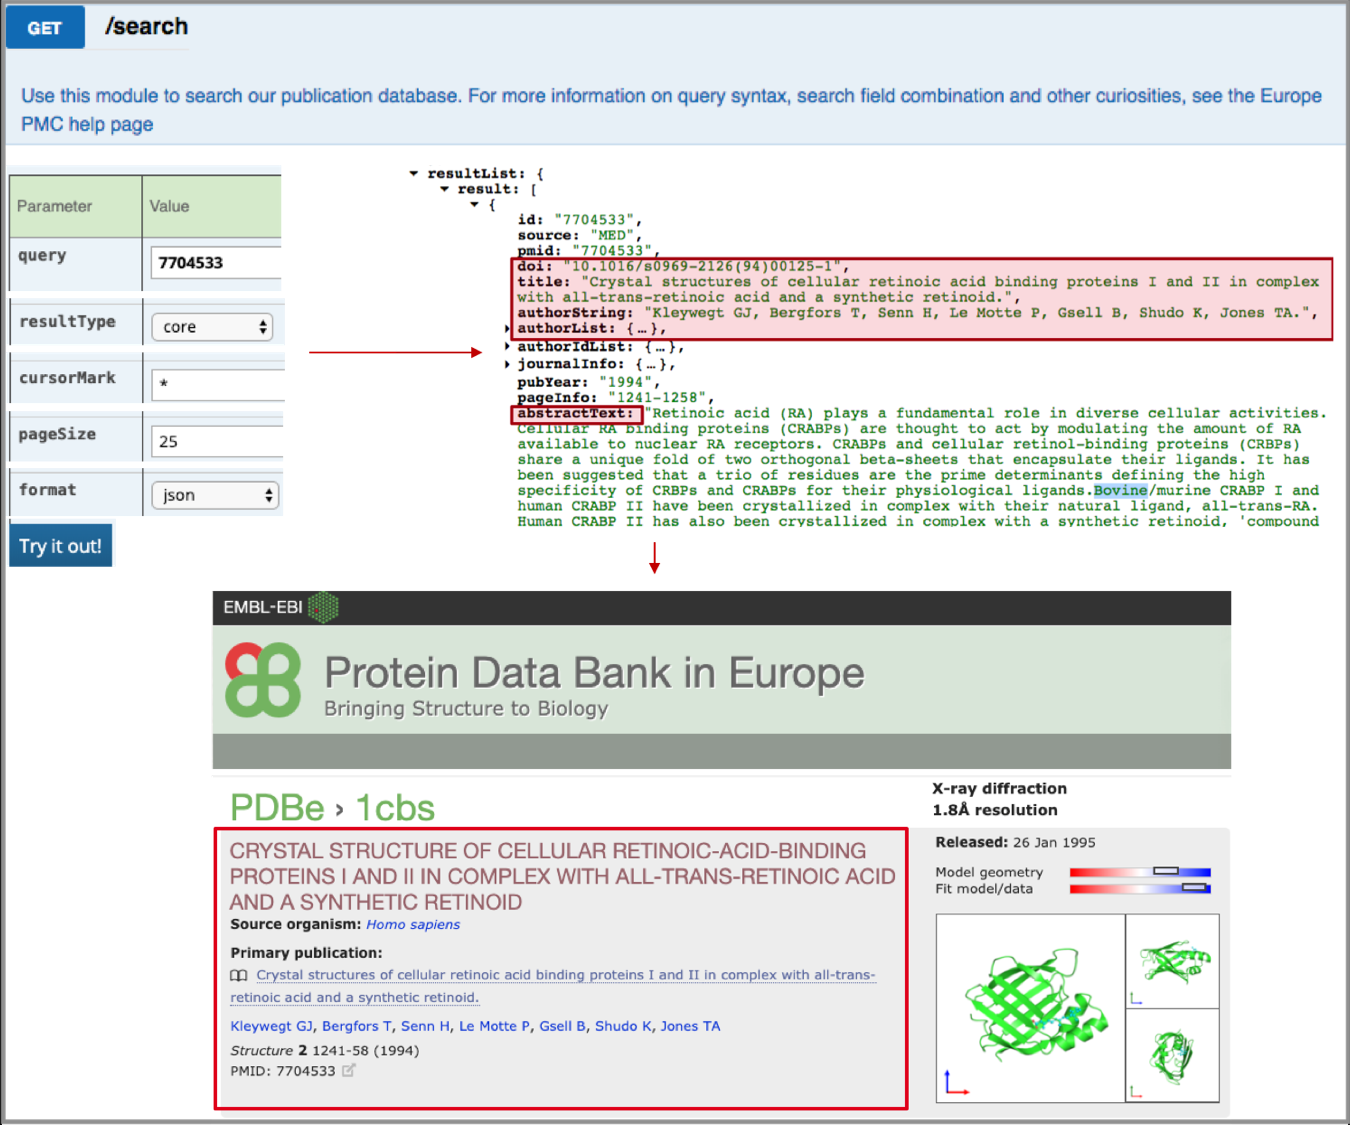 GET /search
Use this module to search our publication database. For more information on query syntax, search field combination and other curiosities, see the Europe
PMC help page
Parameter Value
query 7704533
resultType core
cursorMark *
pageSize 25
format json
Try it out!
resultList: {
result: [
{
id: "7704533",
source: "MED",
pmid: "7704533",
doi: "10.1016/s0969-2126(94)00125-1",
title: "Crystal structures of cellular retinoic acid binding proteins I and II in complex
with all-trans-retinoic acid and a synthetic retinoid.",
authorString: "Kleywegt GJ, Bergfors T, Senn H, Le Motte P, Gsell B, Shudo K, Jones TA.",
authorList: {…},
authorIdList: {…},
journalInfo: {…},
pubYear: "1994",
pageInfo: "1241-1258",
abstractText: "Retinoic acid (RA) plays a fundamental role in diverse cellular activities.
Cellular RA binding proteins (CRABPs) are thought to act by modulating the amount of RA
available to nuclear RA receptors. CRABPs and cellular retinol-binding proteins (CRBPs)
share a unique fold of two orthogonal beta-sheets that encapsulate their ligands. It has
been suggested that a trio of residues are the prime determinants defining the high
specificity of CRBPs and CRABPs for their physiological ligands.Bovine/murine CRABP I and
human CRABP II have been crystallized in complex with their natural ligand, all-trans-RA.
Human CRABP II has also been crystallized in complex with a synthetic retinoid, 'compound
EMBL-EBI
Protein Data Bank in Europe
Bringing Structure to Biology
PDBe › 1cbs
CRYSTAL STRUCTURE OF CELLULAR RETINOIC-ACID-BINDING
PROTEINS I AND II IN COMPLEX WITH ALL-TRANS-RETINOIC ACID
AND A SYNTHETIC RETINOID
Source organism: Homo sapiens
Primary publication:
Crystal structures of cellular retinoic acid binding proteins I and II in complex with all-trans-
retinoic acid and a synthetic retinoid.
Kleywegt GJ, Bergfors T, Senn H, Le Motte P, Gsell B, Shudo K, Jones TA
Structure 2 1241-58 (1994)
PMID: 7704533
X-ray diffraction
1.8Å resolution
Released: 26 Jan 1995
Model geometry
Fit model/data